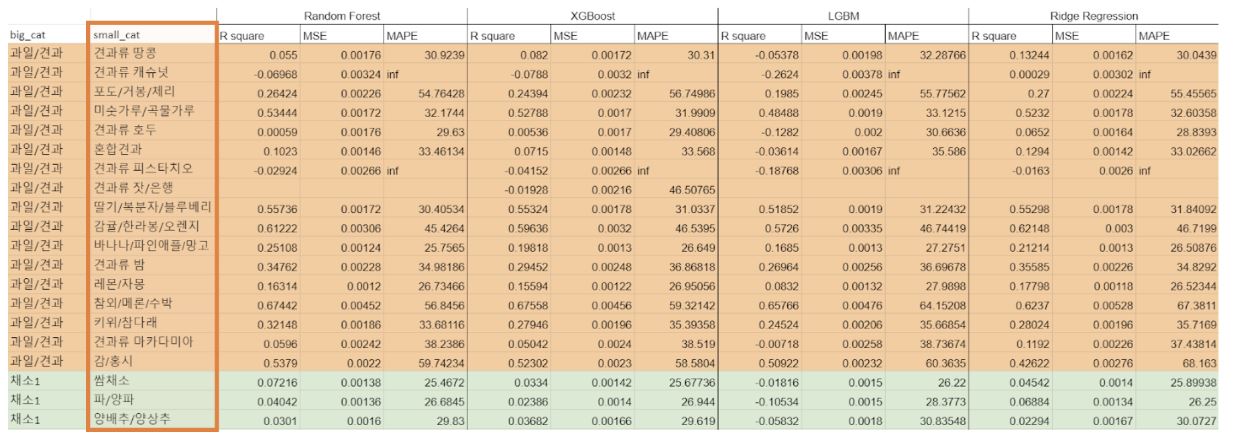 Random Forest XGBoost LGBM Ridge Regression
big_cat small_cat R square MSE MAPE R square MSE MAPE R square MSE MAPE R square MSE MAPE
과일/견과 견과류 땅콩 0.055 0.00176 30.9239 0.082 0.00172 30.31 -0.05378 0.00198 32.28766 0.13244 0.00162 30.0439
과일/견과 견과류 캐슈넛 -0.06968 0.00324 inf -0.0788 0.0032 inf -0.2624 0.00378 inf 0.00029 0.00302 inf
과일/견과 포도/거봉/체리 0.26424 0.00226 54.76428 0.24394 0.00232 56.74986 0.1985 0.00245 55.77562 0.27 0.00224 55.45565
과일/견과 미숫가루/곡물가루 0.53444 0.00172 32.1744 0.52788 0.0017 31.9909 0.48488 0.0019 33.1215 0.5232 0.00178 32.60358
과일/견과 견과류 호두 0.00059 0.00176 29.63 0.00536 0.0017 29.40806 -0.1282 0.002 30.6636 0.0652 0.00164 28.8393
과일/견과 혼합견과 0.1023 0.00146 33.46134 0.0715 0.00148 33.568 -0.03614 0.00167 35.586 0.1294 0.00142 33.02662
과일/견과 견과류 피스타치오 -0.02924 0.00266 inf -0.04152 0.00266 inf -0.18768 0.00306 inf -0.0163 0.0026 inf
과일/견과 견과류 잣/은행 -0.01928 0.00216 46.50765
과일/견과 딸기/복분자/블루베리 0.55736 0.00172 30.40534 0.55324 0.00178 31.0337 0.51852 0.0019 31.22432 0.55298 0.00178 31.84092
과일/견과 감귤/한라봉/오렌지 0.61222 0.00306 45.4264 0.59636 0.0032 46.5395 0.5726 0.00335 46.74419 0.62148 0.003 46.7199
과일/견과 바나나/파인애플/망고 0.25108 0.00124 25.7565 0.19818 0.0013 26.649 0.1685 0.0013 27.2751 0.21214 0.0013 26.50876
과일/견과 견과류 밤 0.34762 0.00228 34.98186 0.29452 0.00248 36.86818 0.26964 0.00256 36.69678 0.35585 0.00226 34.8292
과일/견과 레몬/자몽 0.16314 0.0012 26.73466 0.15594 0.00122 26.95056 0.0832 0.00132 27.9898 0.17798 0.00118 26.52344
과일/견과 참외/메론/수박 0.67442 0.00452 56.8456 0.67558 0.00456 59.32142 0.65766 0.00476 64.15208 0.6237 0.00528 67.3811
과일/견과 키위/참다래 0.32148 0.00186 33.68116 0.27946 0.00196 35.39358 0.24524 0.00206 35.66854 0.28024 0.00196 35.7169
과일/견과 견과류 마카다미아 0.0596 0.00242 38.2386 0.05042 0.0024 38.519 -0.00718 0.00258 38.73674 0.1192 0.00226 37.43814
과일/견과 감/홍시 0.5379 0.0022 59.74234 0.52302 0.0023 58.5804 0.50922 0.00232 60.3635 0.42622 0.00276 68.163
채소1 쌈채소 0.07216 0.00138 25.4672 0.0334 0.00142 25.67736 -0.01816 0.0015 26.22 0.04542 0.0014 25.89938
채소1 파/양파 0.04042 0.00136 26.6845 0.02386 0.0014 26.944 -0.10534 0.0015 28.3773 0.06884 0.00134 26.25
채소1 양배추/양상추 0.0301 0.0016 29.83 0.03682 0.00166 29.619 -0.05832 0.0018 30.83548 0.02294 0.00167 30.0727